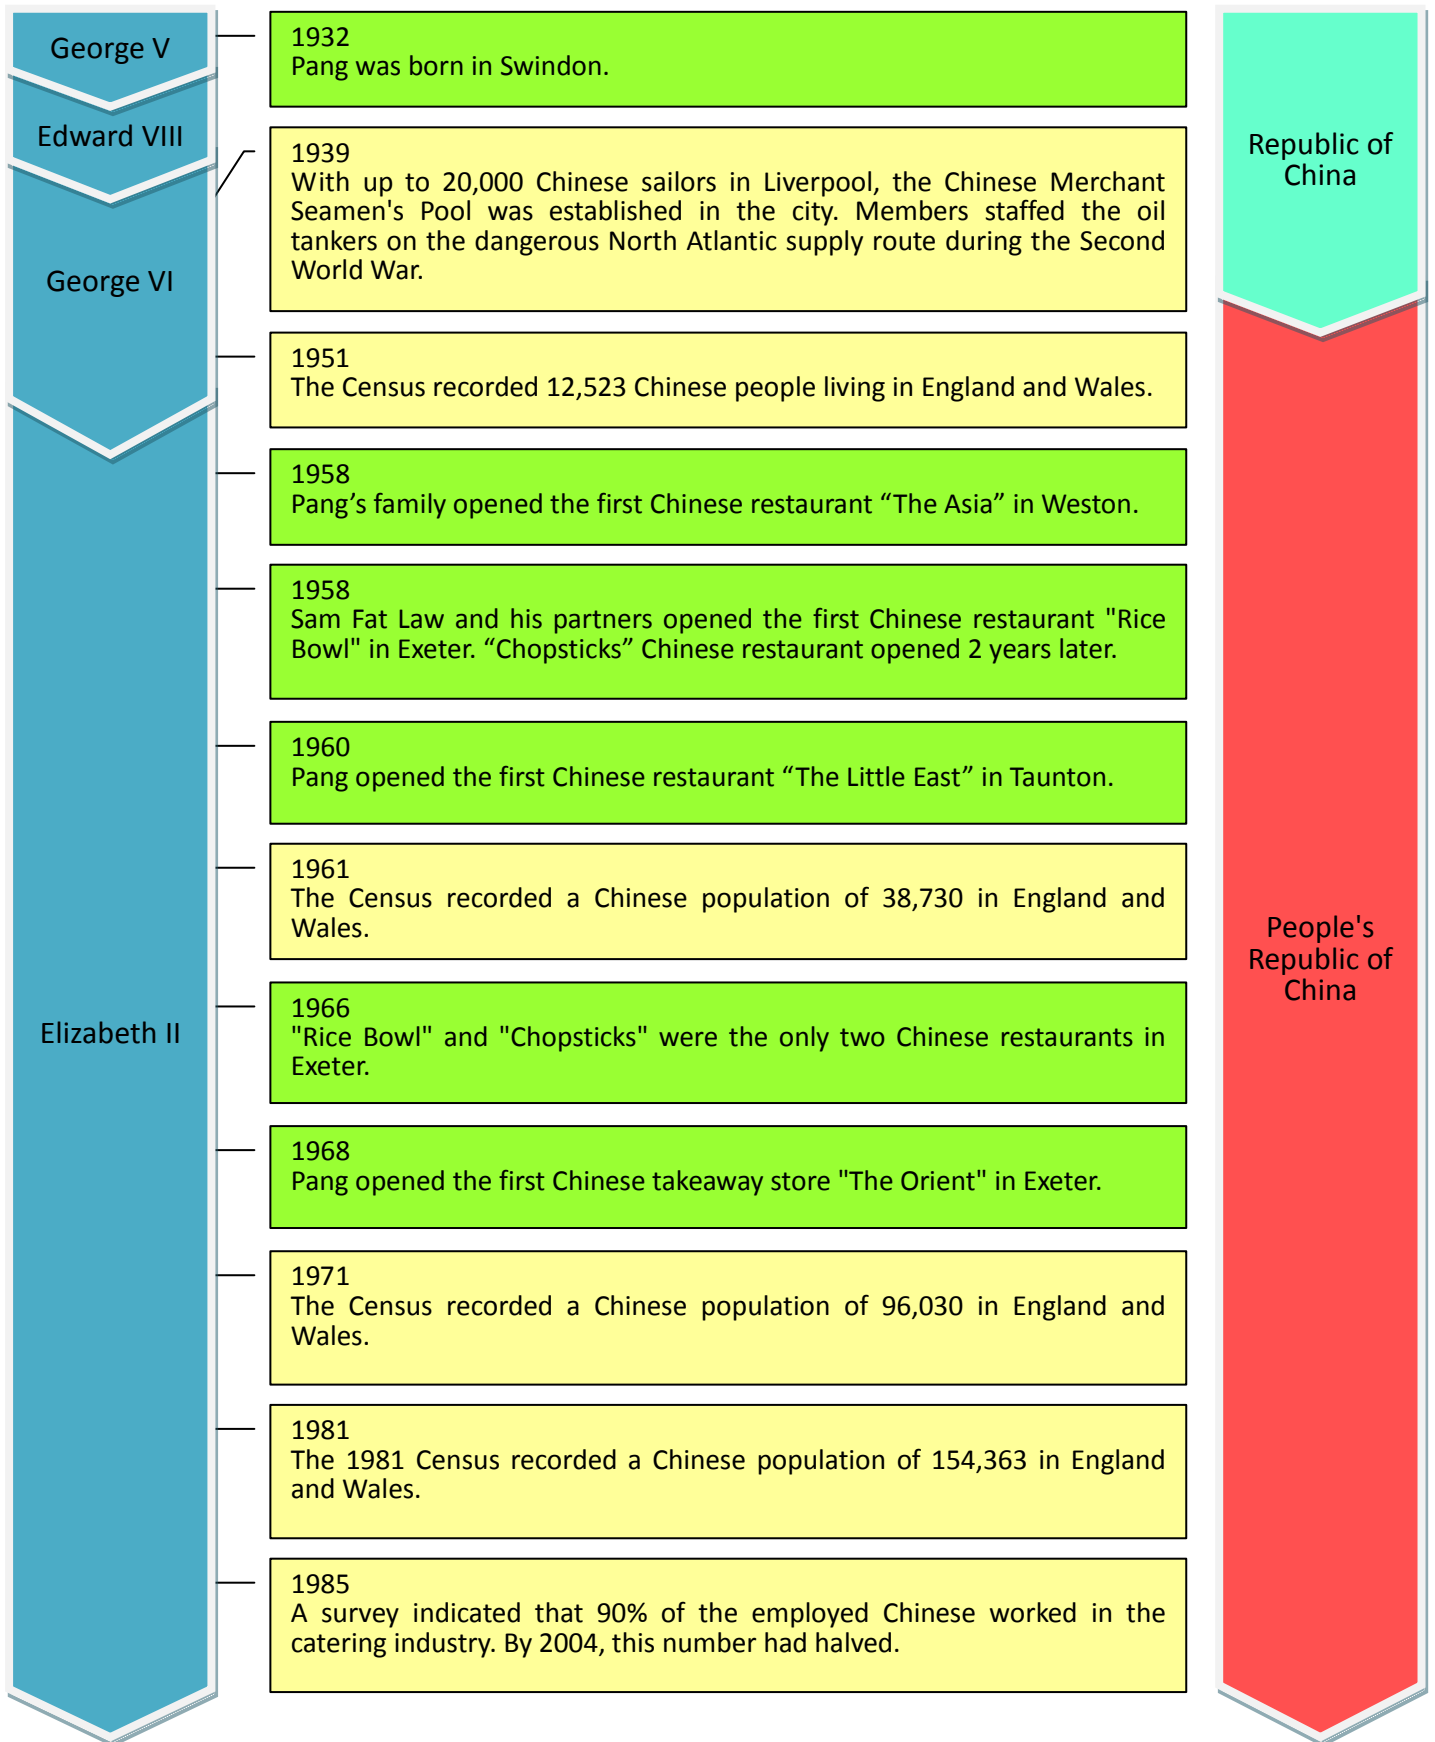 George V
Edward VIII
George VI
Elizabeth II
1932
Pang was born in Swindon.
1939
With up to 20,000 Chinese sailors in Liverpool, the Chinese Merchant
Seamen's Pool was established in the city. Members staffed the oil
tankers on the dangerous North Atlantic supply route during the Second
World War.
1951
The Census recorded 12,523 Chinese people living in England and Wales.
1958
Pang’s family opened the first Chinese restaurant “The Asia” in Weston.
1958
Sam Fat Law and his partners opened the first Chinese restaurant "Rice
Bowl" in Exeter. “Chopsticks” Chinese restaurant opened 2 years later.
1960
Pang opened the first Chinese restaurant “The Little East” in Taunton.
1961
The Census recorded a Chinese population of 38,730 in England and
Wales.
1966
"Rice Bowl" and "Chopsticks" were the only two Chinese restaurants in
Exeter.
1968
Pang opened the first Chinese takeaway store "The Orient" in Exeter.
1971
The Census recorded a Chinese population of 96,030 in England and
Wales.
1981
The 1981 Census recorded a Chinese population of 154,363 in England
and Wales.
1985
A survey indicated that 90% of the employed Chinese worked in the
catering industry. By 2004, this number had halved.
Republic of
China
People's
Republic of
China